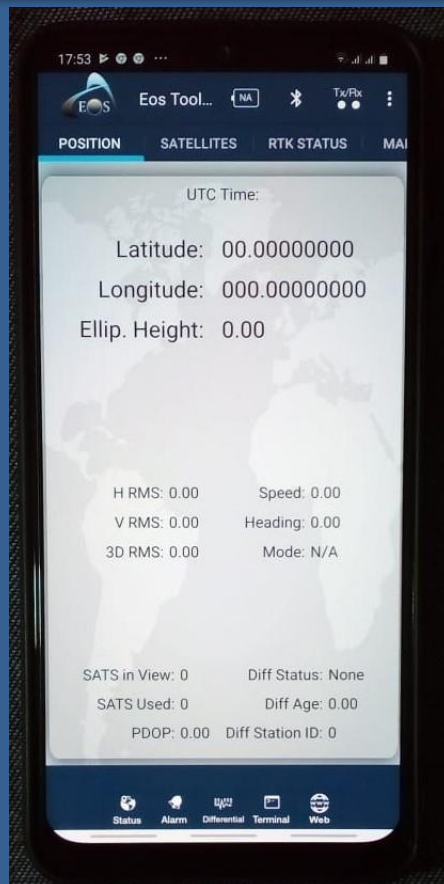 17:53
EOS Eos Tool... NA Tx/Rx
POSITION SATELLITES RTK STATUS MAI
UTC Time:
Latitude: 00.00000000
Longitude: 000.00000000
Ellip. Height: 0.00
H RMS: 0.00 Speed: 0.00
V RMS: 0.00 Heading: 0.00
3D RMS: 0.00 Mode: N/A
SATS in View: 0 Diff Status: None
SATS Used: 0 Diff Age: 0.00
PDOP: 0.00 Diff Station ID: 0
Status Alarm Differential Terminal Web